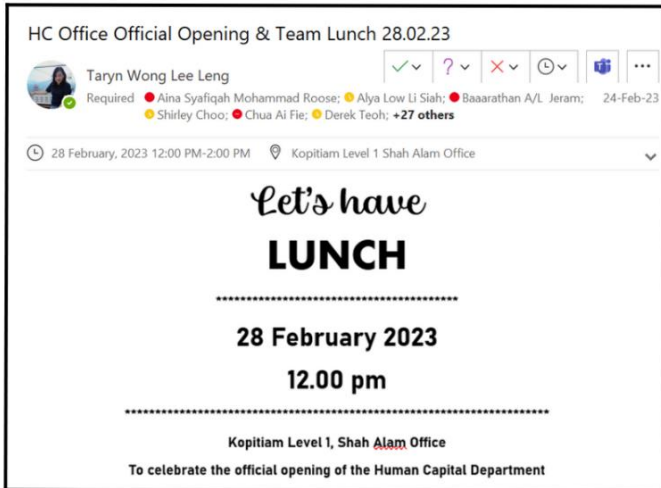 HC Office Official Opening & Team Lunch 28.02.23
Taryn Wong Lee Leng
Required Aina Syafiqah Mohammad Roose; Alya Low Li Siah; Baaarathan A/L Jeram; 24-Feb-23
Shirley Choo; Chua Ai Fie; Derek Teoh; +27 others
28 February, 2023 12:00 PM-2:00 PM Kopitiam Level 1 Shah Alam Office
Let's have
LUNCH
****************************************
28 February 2023
12.00 pm
**********************************************************************
Kopitiam Level 1, Shah Alam Office
To celebrate the official opening of the Human Capital Department